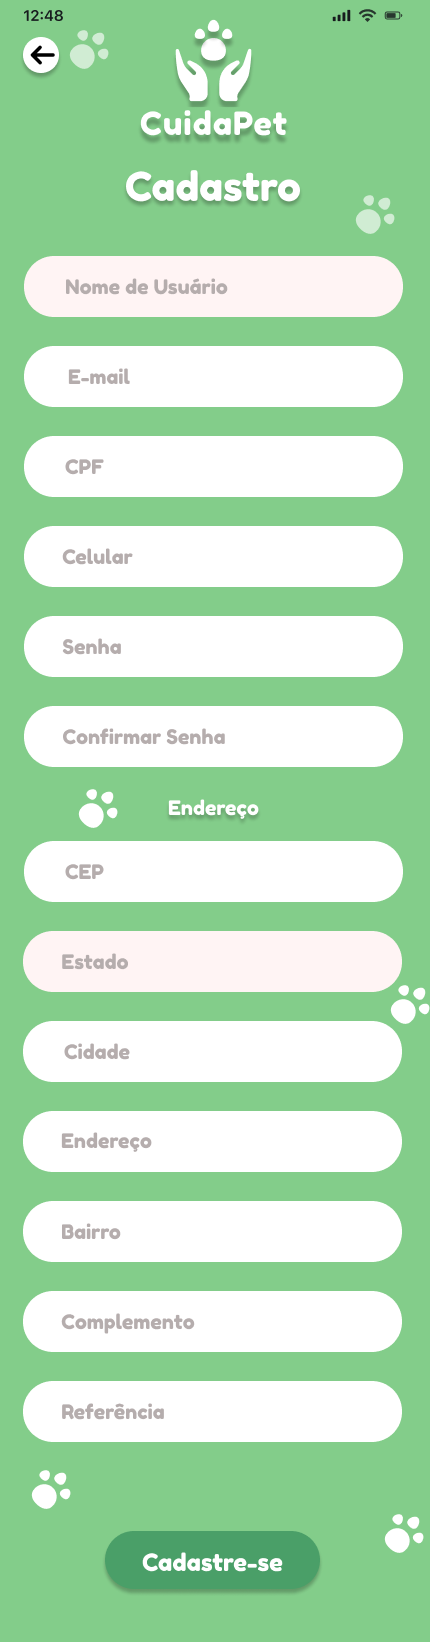 12:48
CuidaPet
Cadastro
Nome de Usuário
E-mail
CPF
Celular
Senha
Confirmar Senha
Endereço
CEP
Estado
Cidade
Endereço
Bairro
Complemento
Referência
Cadastre-se